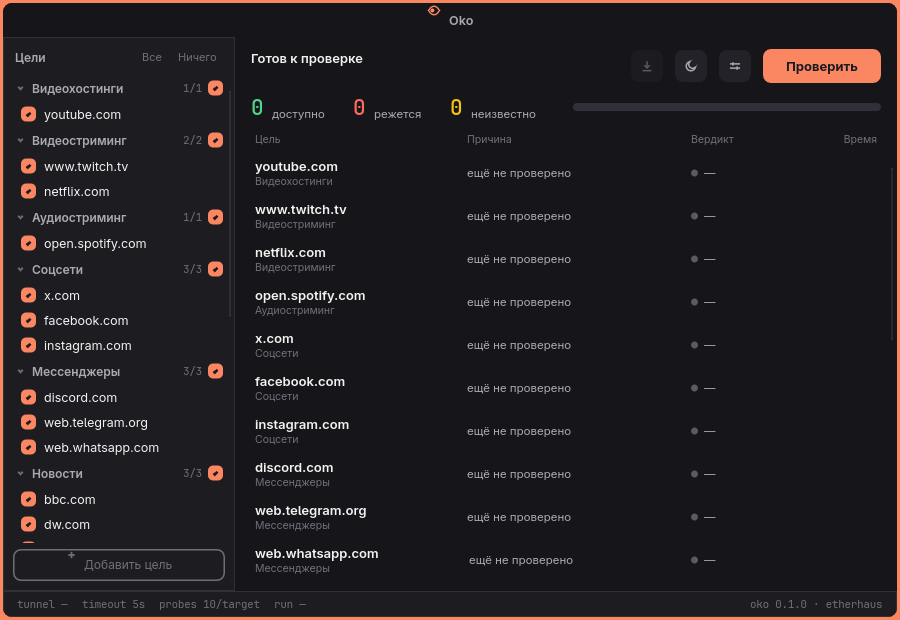 Oko
Цели Все Ничего
Видеохостинги 1/1
youtube.com
Видеостриминг 2/2
www.twitch.tv
netflix.com
Аудиостриминг 1/1
open.spotify.com
Соцсети 3/3
x.com
facebook.com
instagram.com
Мессенджеры 3/3
discord.com
web.telegram.org
web.whatsapp.com
Новости 3/3
bbc.com
dw.com
+ Добавить цель
Готов к проверке
Проверить
0 доступно 0 режется 0 неизвестно
Цель Причина Вердикт Время
youtube.com
Видеохостинги
ещё не проверено —
www.twitch.tv
Видеостриминг
ещё не проверено —
netflix.com
Видеостриминг
ещё не проверено —
open.spotify.com
Аудиостриминг
ещё не проверено —
x.com
Соцсети
ещё не проверено —
facebook.com
Соцсети
ещё не проверено —
instagram.com
Соцсети
ещё не проверено —
discord.com
Мессенджеры
ещё не проверено —
web.telegram.org
Мессенджеры
ещё не проверено —
web.whatsapp.com
Мессенджеры
ещё не проверено —
tunnel — timeout 5s probes 10/target run — oko 0.1.0 · etherhaus